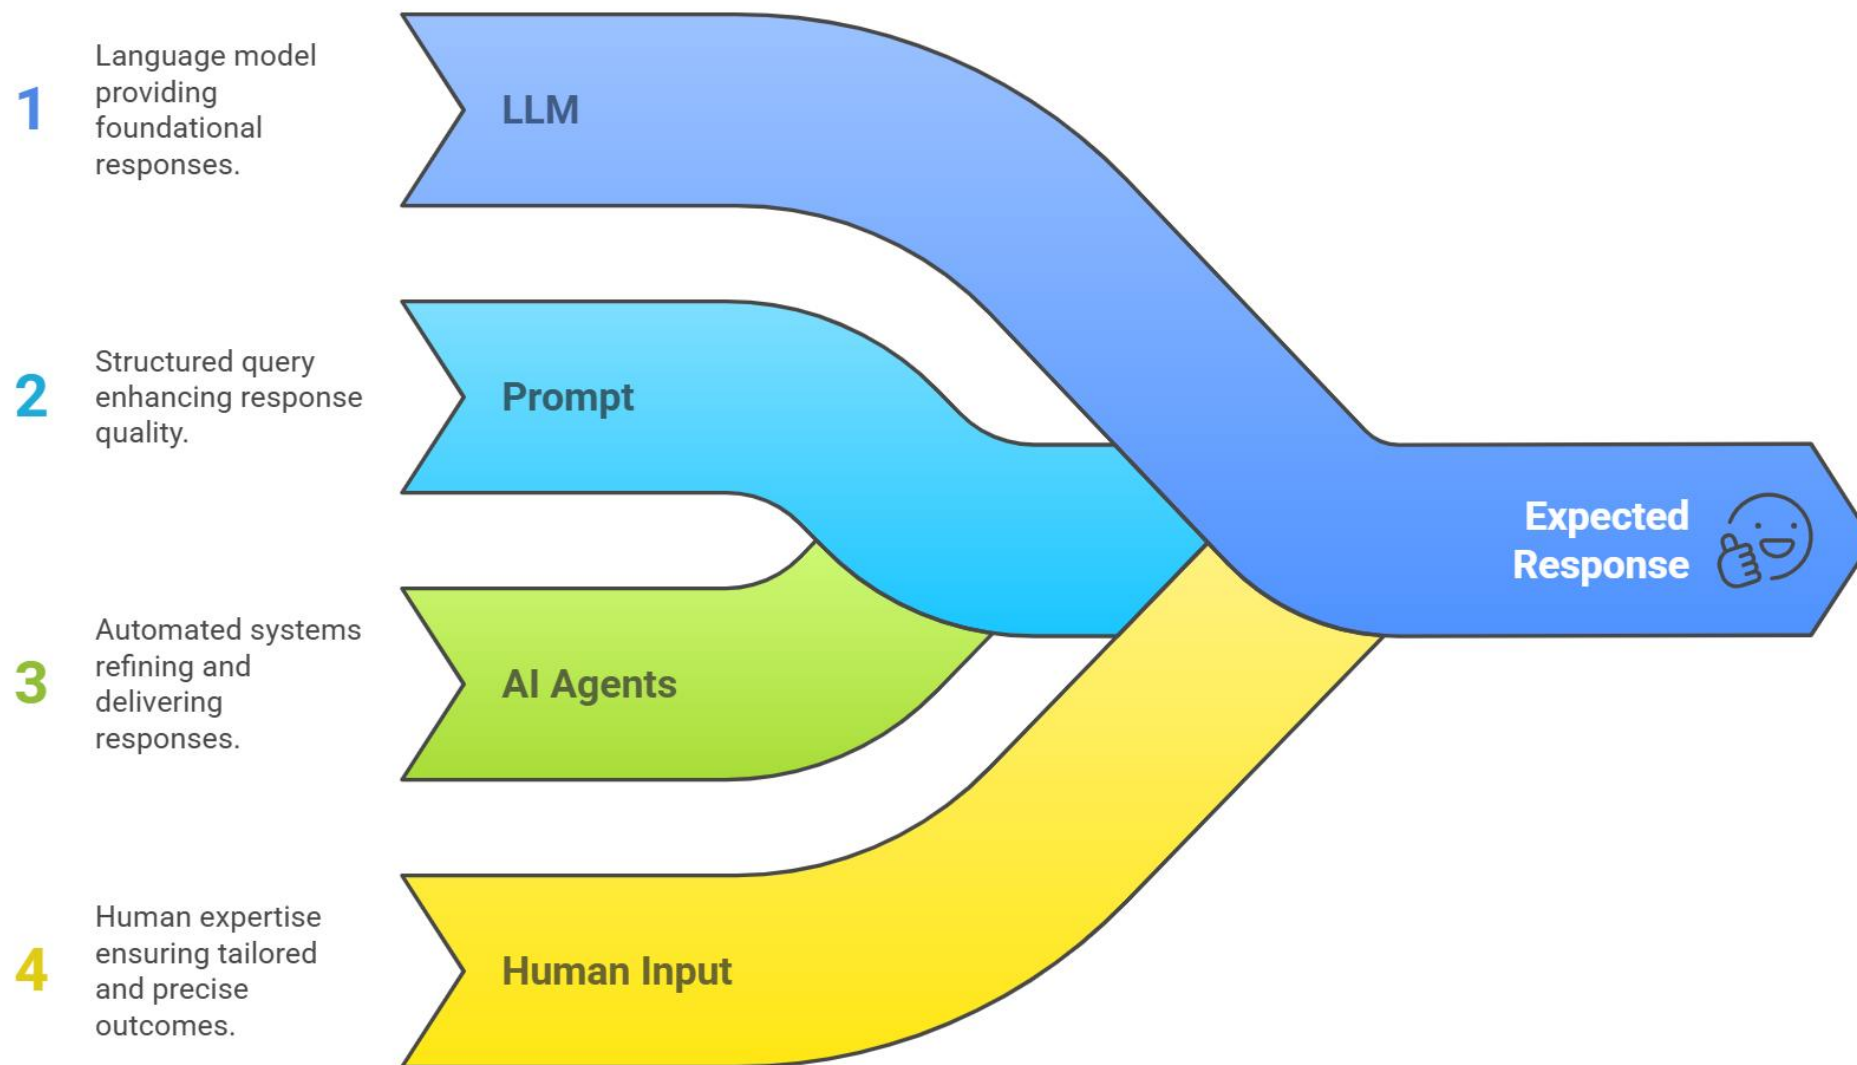 1
Language model
providing
foundational
responses.
LLM
2
Structured query
enhancing response
quality.
Prompt
3
Automated systems
refining and
delivering
responses.
AI Agents
4
Human expertise
ensuring tailored
and precise
outcomes.
Human Input
Expected
Response